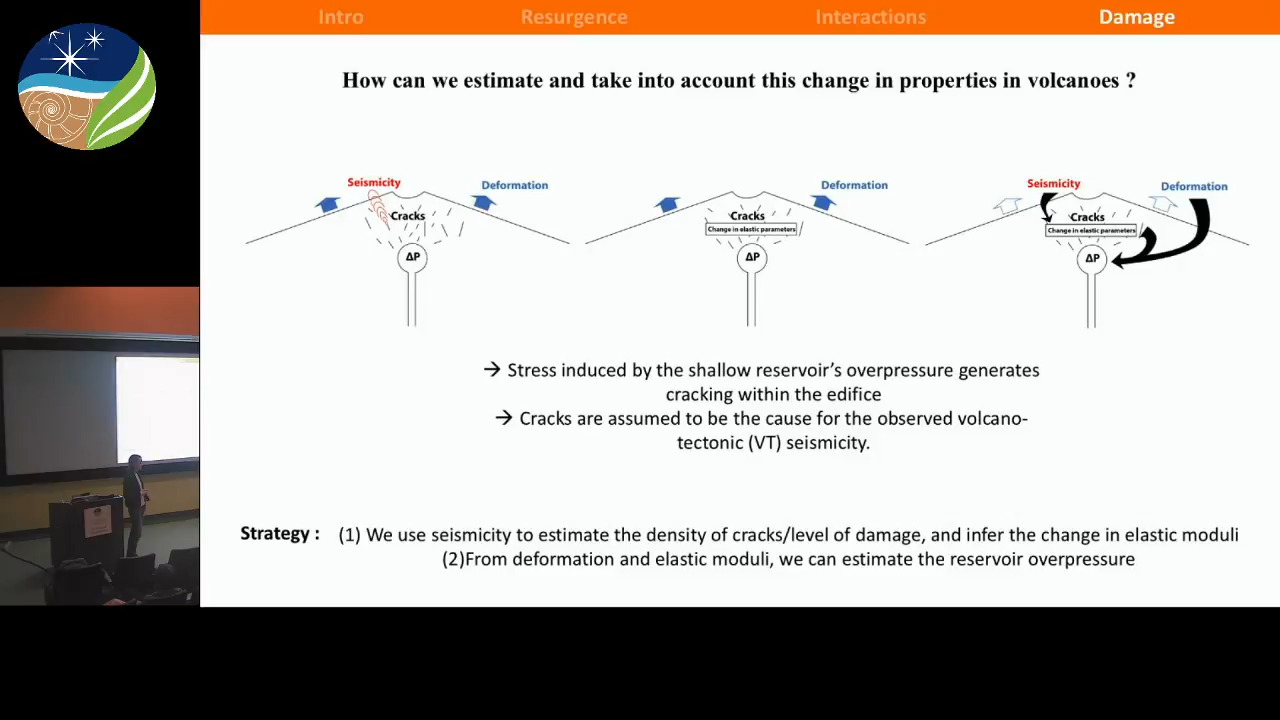 Intro Resurgence Interactions Damage
How can we estimate and take into account this change in properties in volcanoes ?
Seismicity
Deformation
Cracks
ΔP
Deformation
Cracks
Change in elastic parameters
ΔP
Seismicity
Deformation
Cracks
Change in elastic parameters
ΔP
→ Stress induced by the shallow reservoir’s overpressure generates
cracking within the edifice
→ Cracks are assumed to be the cause for the observed volcano-
tectonic (VT) seismicity.
Strategy : (1) We use seismicity to estimate the density of cracks/level of damage, and infer the change in elastic moduli
(2)From deformation and elastic moduli, we can estimate the reservoir overpressure